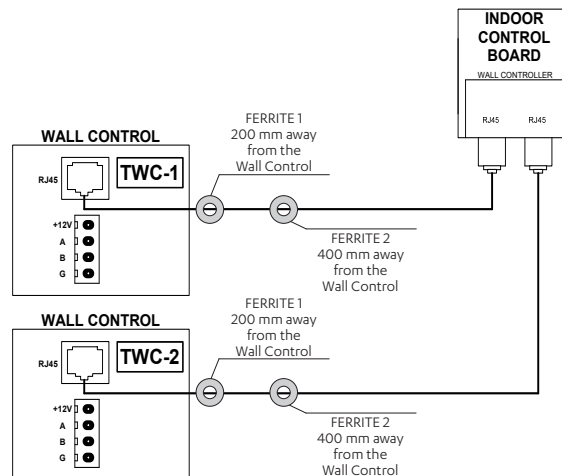 INDOOR
CONTROL
BOARD
WALL CONTROLLER
RJ45 RJ45
FERRITE 1
200 mm away
from the
Wall Control
WALL CONTROL
RJ45
TWC-1
+12V
A
B
G
FERRITE 2
400 mm away
from the
Wall Control
FERRITE 1
200 mm away
from the
Wall Control
WALL CONTROL
RJ45
TWC-2
+12V
A
B
G
FERRITE 2
400 mm away
from the
Wall Control